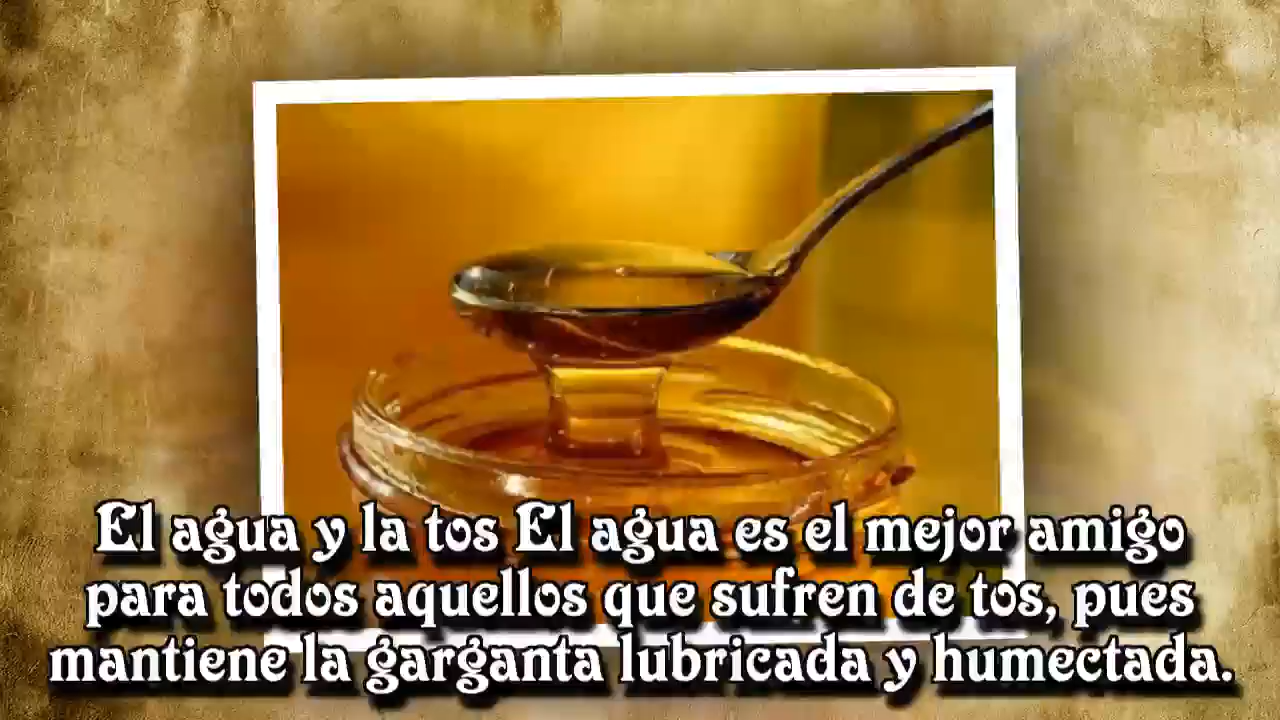 El agua y la tos El agua es el mejor amigo
para todos aquellos que sufren de tos, pues
mantiene la garganta lubricada y humectada.